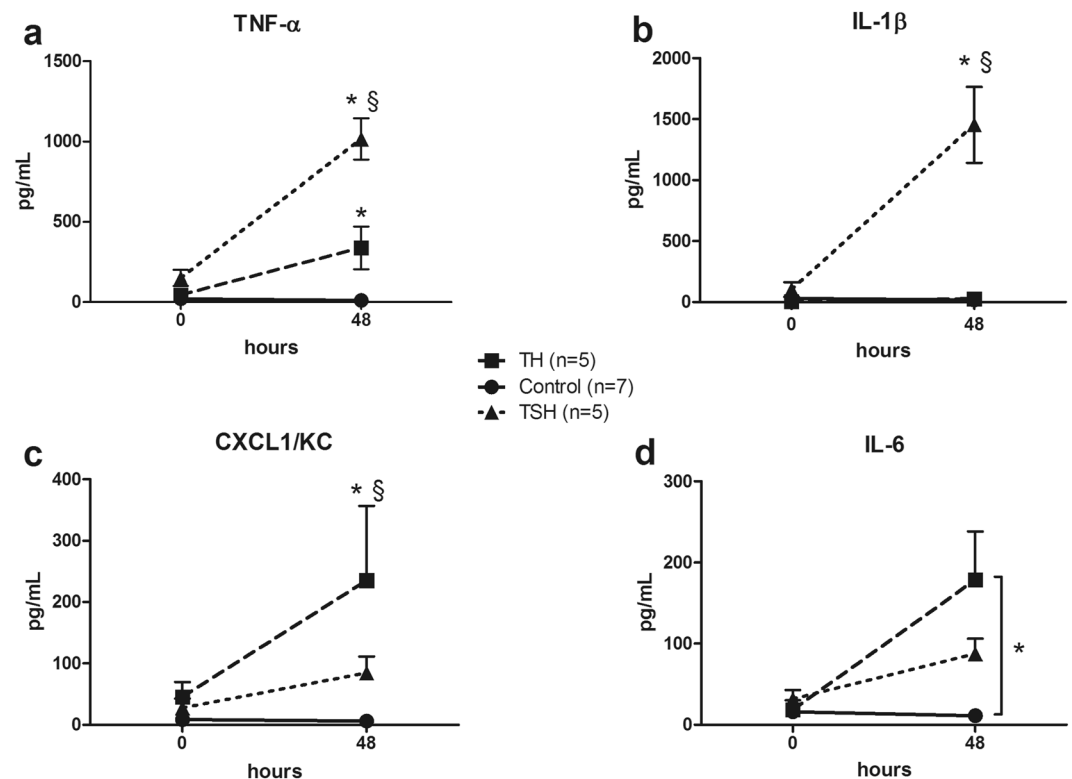 a
TNF-α
1500
1000
500
0
pg/mL
* §
*
0
48
hours
b
IL-1β
2000
1500
1000
500
0
pg/mL
* §
0
48
hours
TH (n=5)
Control (n=7)
TSH (n=5)
c
CXCL1/KC
400
300
200
100
0
pg/mL
* §
0
48
hours
d
IL-6
300
200
100
0
pg/mL
*
0
48
hours